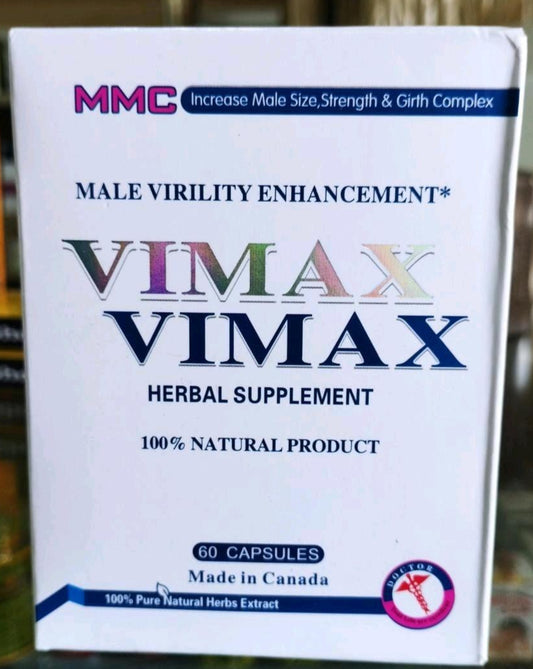 MMC Increase Male Size,Strength & Girth Complex
MALE VIRILITY ENHANCEMENT*
VIMAX
VIMAX
HERBAL SUPPLEMENT
100% NATURAL PRODUCT
60 CAPSULES
Made in Canada
100% Pure Natural Herbs Extract
DOCTOR